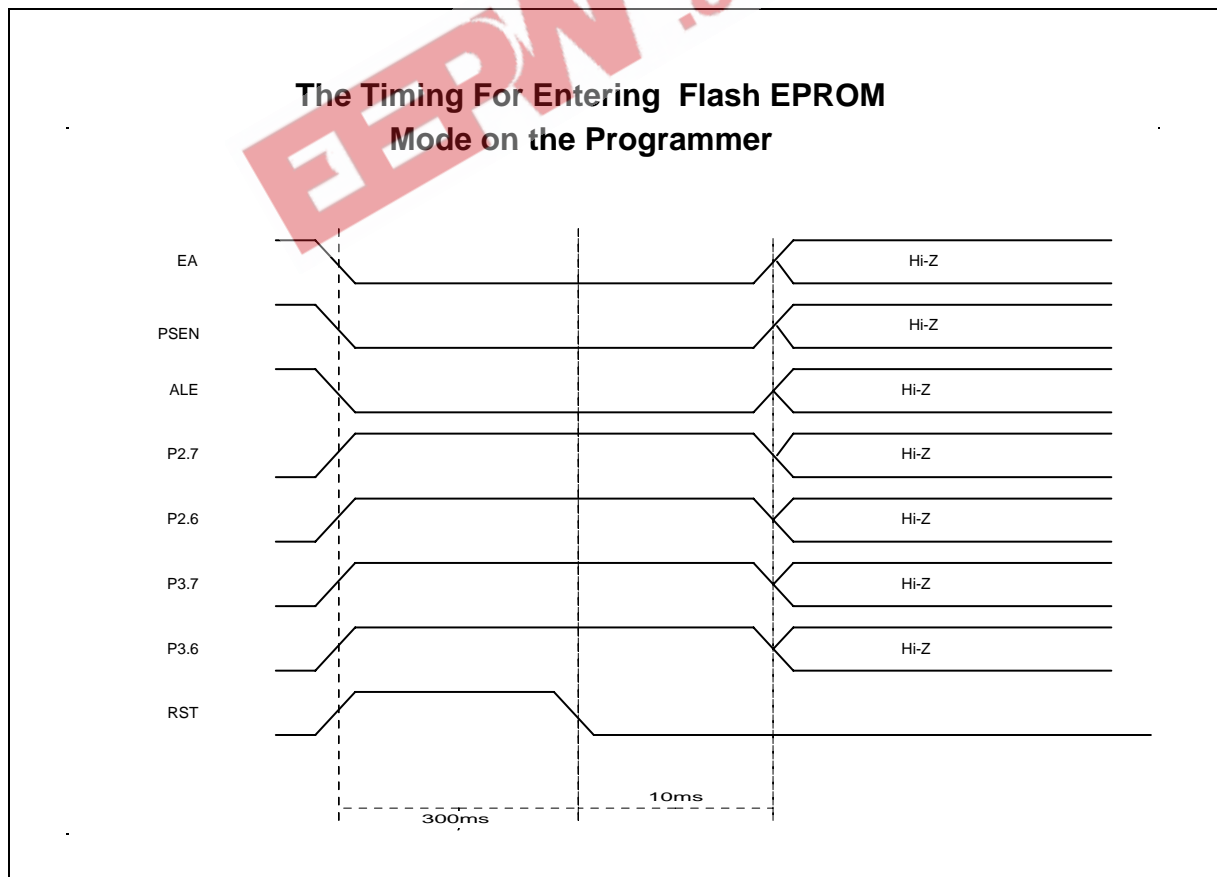 EEPW.
The Timing For Entering Flash EPROM
Mode on the Programmer
EA
Hi-Z
PSEN
Hi-Z
ALE
Hi-Z
P2.7
Hi-Z
P2.6
Hi-Z
P3.7
Hi-Z
P3.6
Hi-Z
RST
10ms
300ms